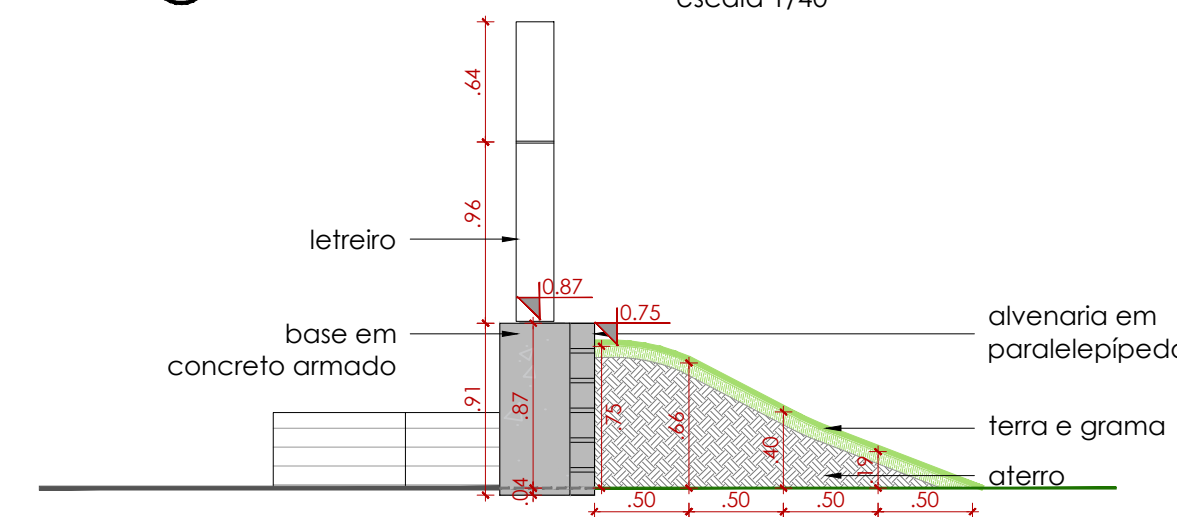 escala 1/40
.64
.96
letreiro
0.87
0.75
base em
concreto armado
alvenaria em
paralelepíped
.91
.87
.75
.66
.40
.19
terra e grama
aterro
.04
.50
.50
.50
.50